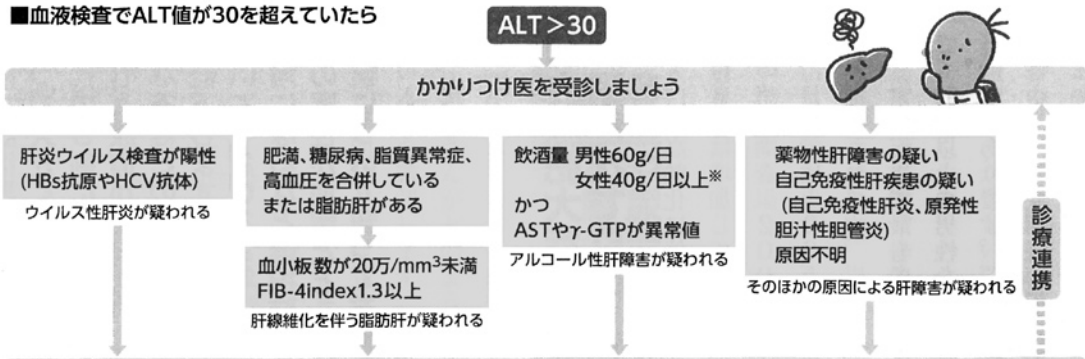 ■血液検査でALT値が30を超えていたら
ALT>30
かかりつけ医を受診しましょう
肝炎ウイルス検査が陽性
(HBs抗原やHCV抗体)
ウイルス性肝炎が疑われる
肥満、糖尿病、脂質異常症、
高血圧を合併している
または脂肪肝がある
血小板数が20万/mm³未満
FIB-4index1.3以上
肝線維化を伴う脂肪肝が疑われる
飲酒量 男性60g/日
女性40g/日以上※
かつ
ASTやγ-GTPが異常値
アルコール性肝障害が疑われる
薬物性肝障害の疑い
自己免疫性肝疾患の疑い
(自己免疫性肝炎、原発性
胆汁性胆管炎)
原因不明
そのほかの原因による肝障害が疑われる
診療連携